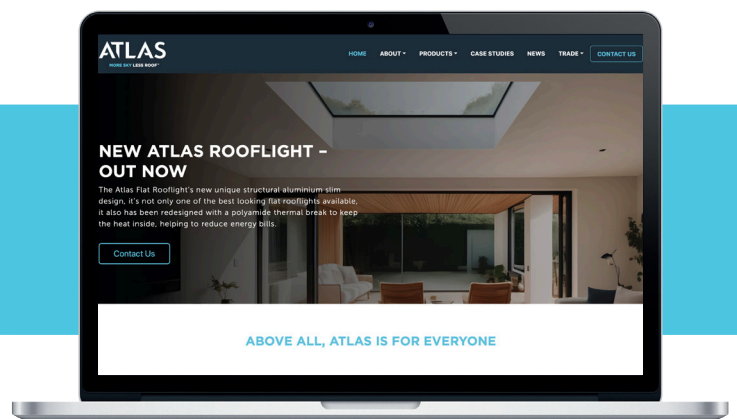 ATLAS
MORE SKY LESS ROOF™
HOME ABOUT PRODUCTS CASE STUDIES NEWS TRADE CONTACT US
NEW ATLAS ROOFLIGHT –
OUT NOW
The Atlas Flat Rooflight's new unique structural aluminium slim
design, it's not only one of the best looking flat rooflights available,
it also has been redesigned with a polyamide thermal break to keep
the heat inside, helping to reduce energy bills.
Contact Us
ABOVE ALL, ATLAS IS FOR EVERYONE